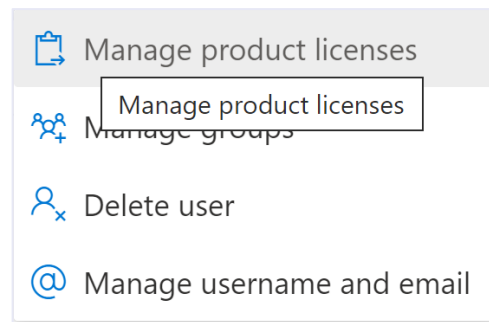 Manage product licenses
Manage product licenses
Manage groups
Delete user
Manage username and email